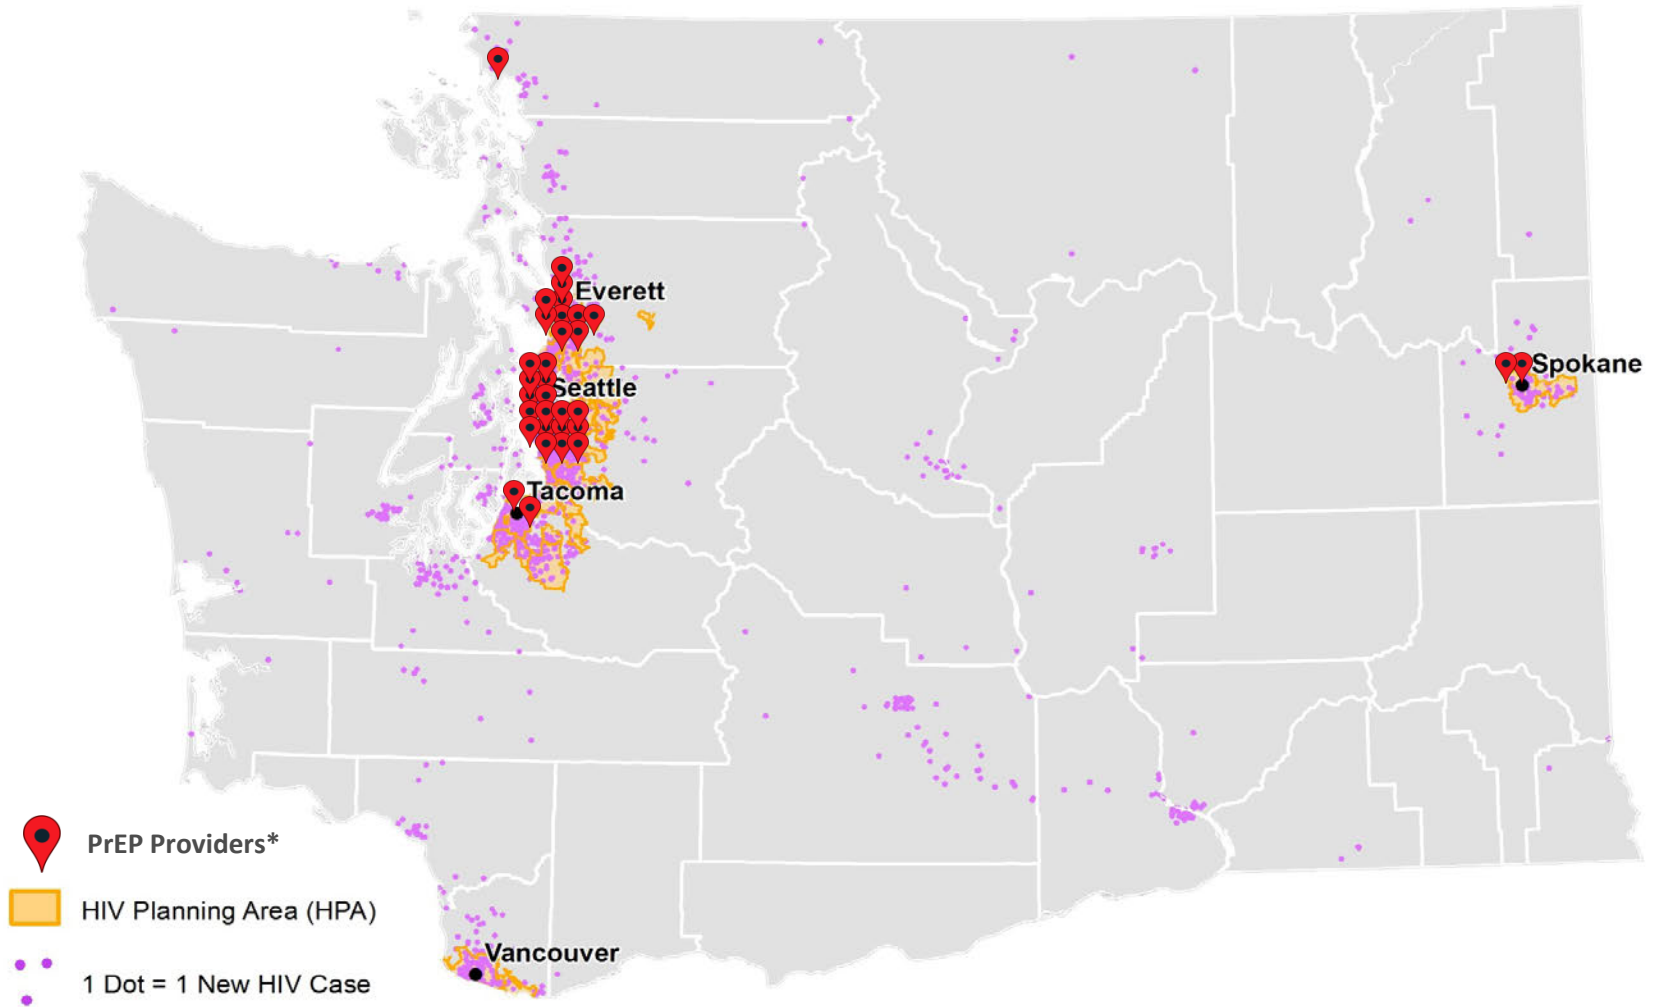 Everett
Seattle
Spokane
Tacoma
PrEP Providers*
HIV Planning Area (HPA)
Vancouver
1 Dot = 1 New HIV Case